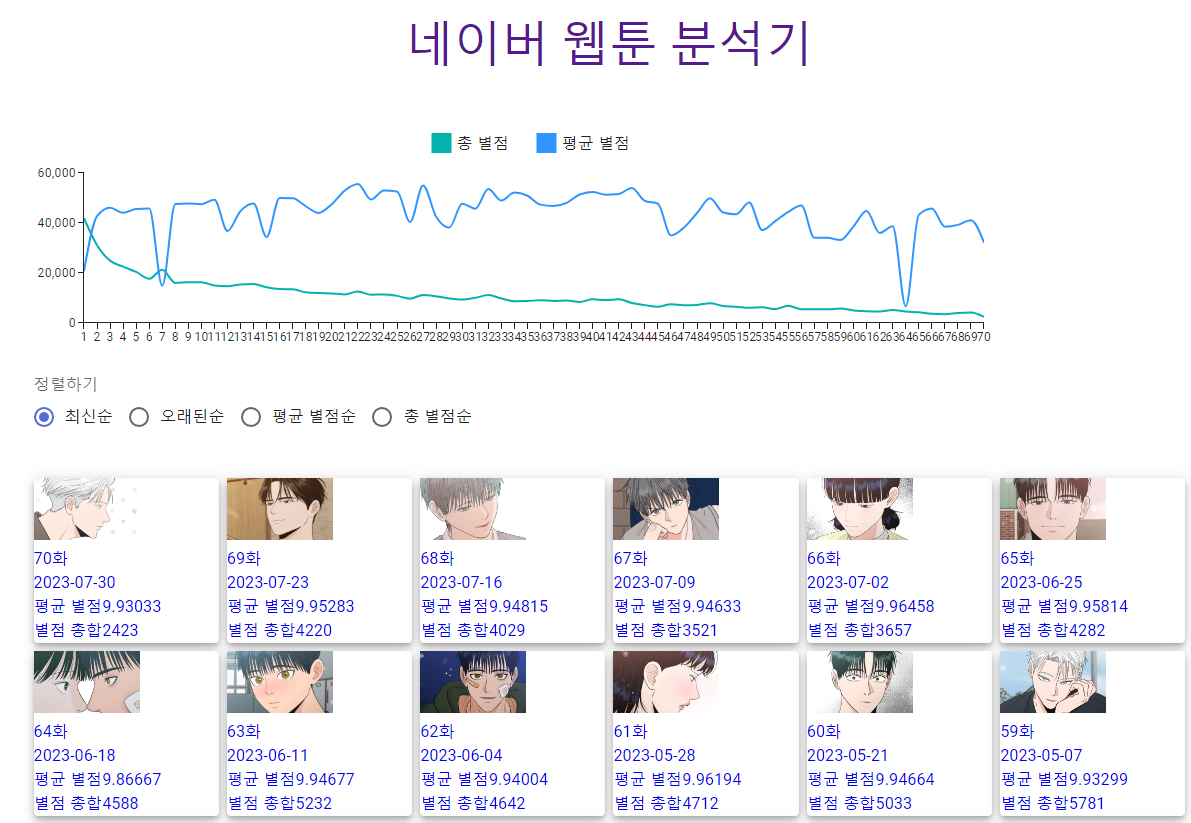 네이버 웹툰 분석기
총 별점 평균 별점
60,000
40,000
20,000
0
1 2 3 4 5 6 7 8 9 10 11 12 13 14 15 16 17 18 19 20 21 22 23 24 25 26 27 28 29 30 31 32 33 34 35 36 37 38 39 40 41 42 43 44 45 46 47 48 49 50 51 52 53 54 55 56 57 58 59 60 61 62 63 64 65 66 67 68 69 70
정렬하기
최신순 오래된순 평균 별점순 총 별점순
70화
2023-07-30
평균 별점9.93033
별점 총합2423
69화
2023-07-23
평균 별점9.95283
별점 총합4220
68화
2023-07-16
평균 별점9.94815
별점 총합4029
67화
2023-07-09
평균 별점9.94633
별점 총합3521
66화
2023-07-02
평균 별점9.96458
별점 총합3657
65화
2023-06-25
평균 별점9.95814
별점 총합4282
64화
2023-06-18
평균 별점9.86667
별점 총합4588
63화
2023-06-11
평균 별점9.94677
별점 총합5232
62화
2023-06-04
평균 별점9.94004
별점 총합4642
61화
2023-05-28
평균 별점9.96194
별점 총합4712
60화
2023-05-21
평균 별점9.94664
별점 총합5033
59화
2023-05-07
평균 별점9.93299
별점 총합5781